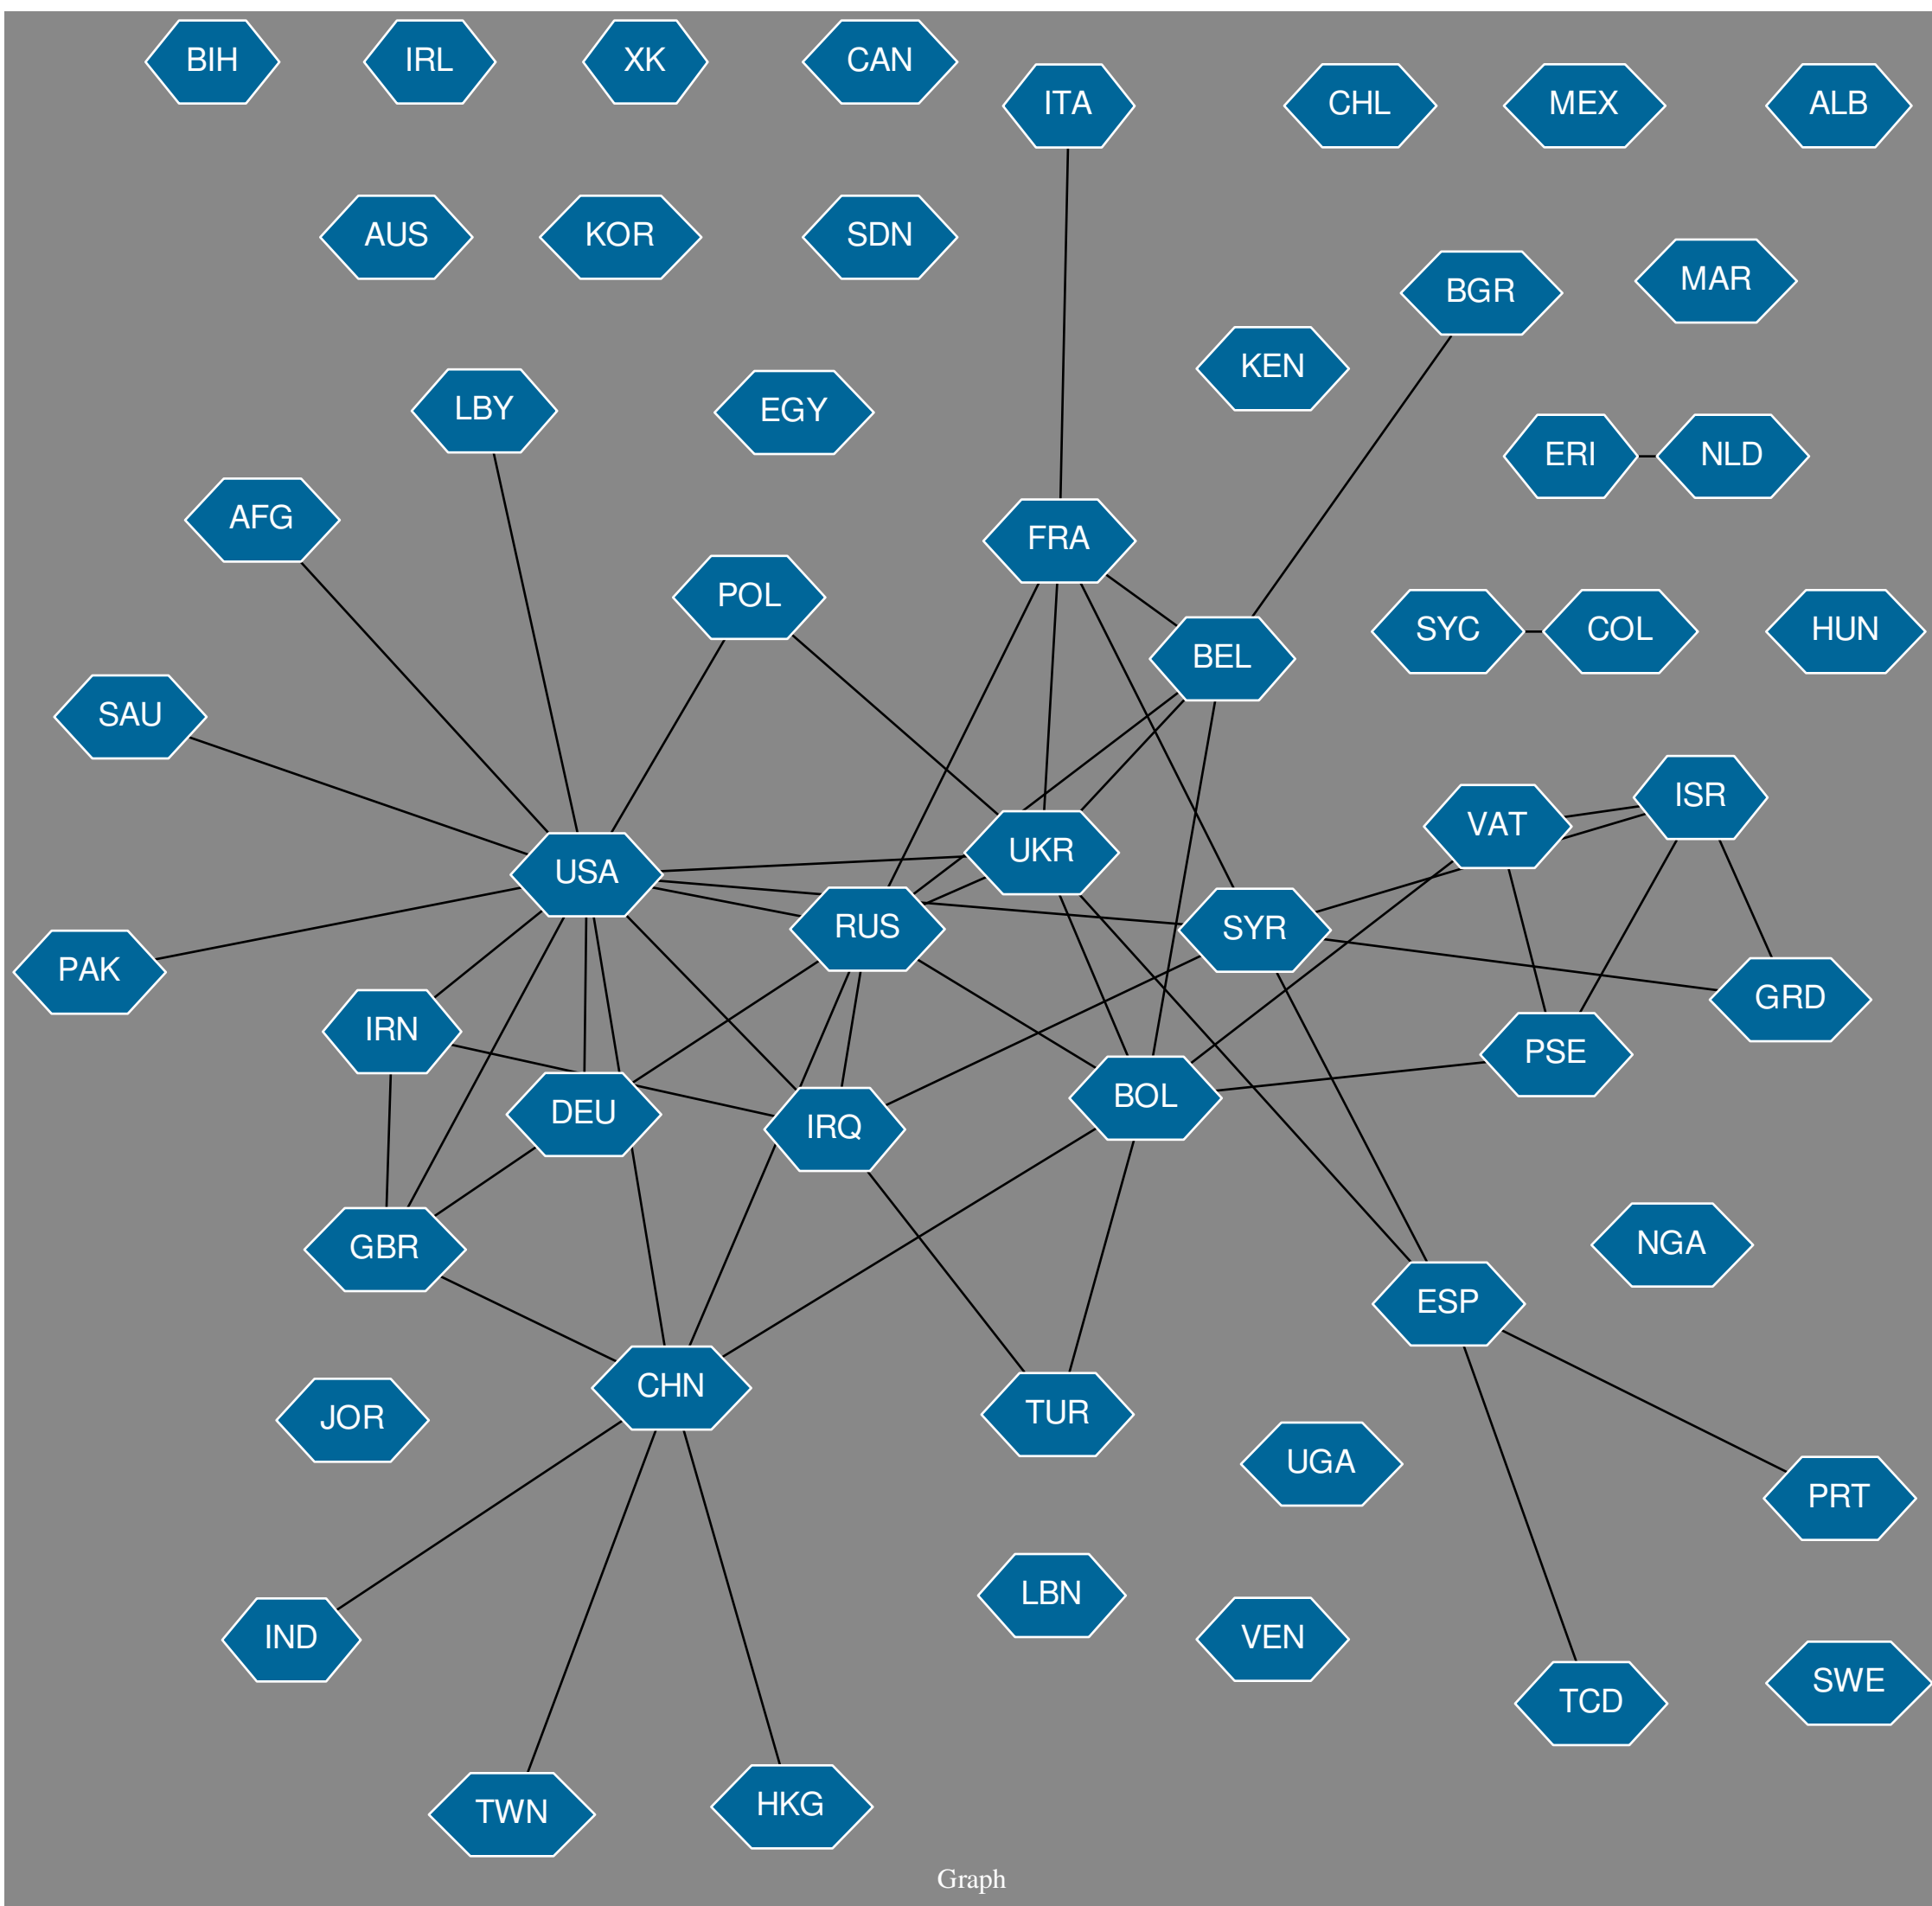 BIH
IRL
XK
CAN
ITA
CHL
MEX
ALB
AUS
KOR
SDN
MAR
BGR
KEN
LBY
EGY
ERI
NLD
AFG
FRA
POL
SYC
COL
HUN
BEL
SAU
ISR
VAT
UKR
USA
RUS
SYR
PAK
GRD
IRN
PSE
BOL
DEU
IRQ
NGA
GBR
ESP
CHN
TUR
JOR
UGA
PRT
LBN
IND
VEN
SWE
TCD
HKG
TWN
Graph